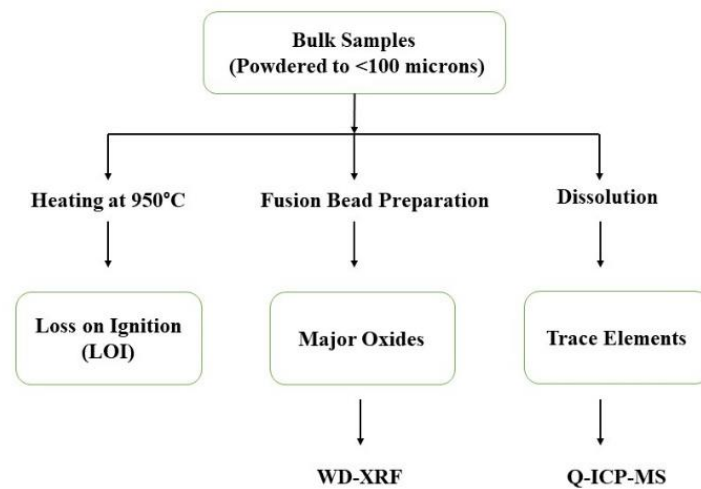 Bulk Samples
(Powdered to <100 microns)
Heating at 950°C
Fusion Bead Preparation
Dissolution
Loss on Ignition
(LOI)
Major Oxides
Trace Elements
WD-XRF
Q-ICP-MS